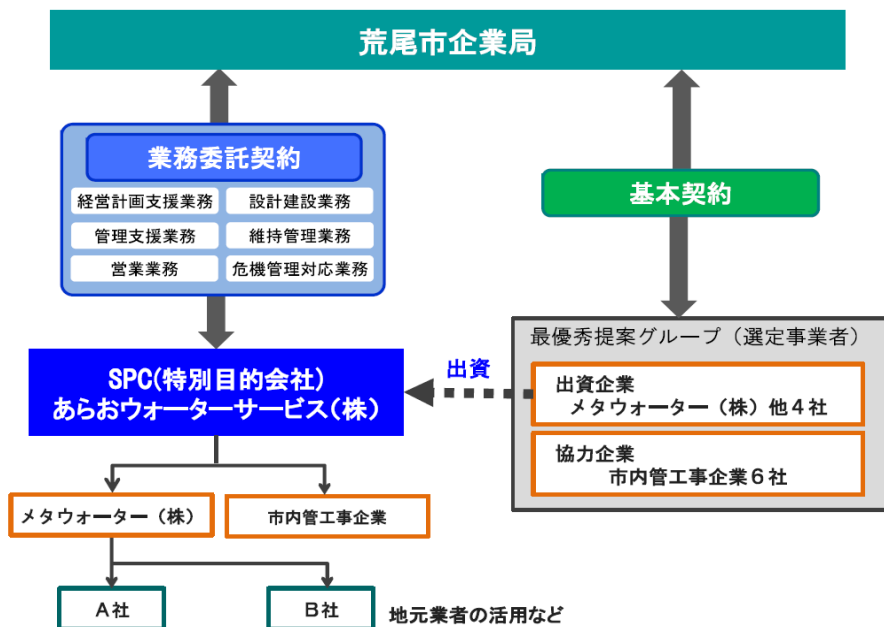 荒尾市企業局
業務委託契約
経営計画支援業務
設計建設業務
管理支援業務
維持管理業務
営業業務
危機管理対応業務
基本契約
SPC(特別目的会社)
あらおウォーターサービス(株)
出資
最優秀提案グループ（選定事業者）
出資企業
メタウォーター（株）他４社
協力企業
市内管工事企業６社
メタウォーター（株）
市内管工事企業
Ａ社
Ｂ社
地元業者の活用など